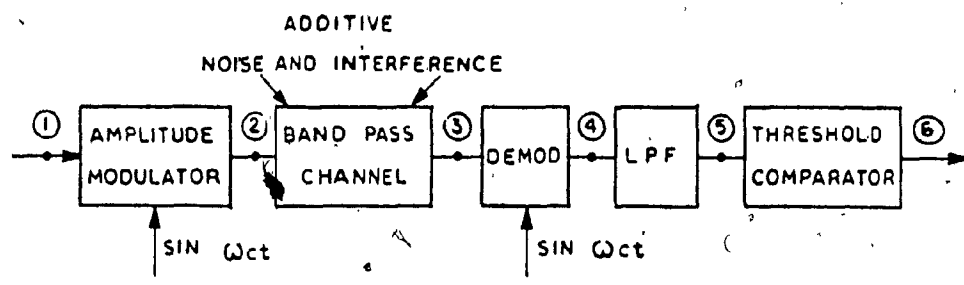 ADDITIVE
NOISE AND INTERFERENCE
① ② ③ ④ ⑤ ⑥
AMPLITUDE MODULATOR
BAND PASS CHANNEL
DEMOD
LPF
THRESHOLD COMPARATOR
SIN ωct
SIN ωct